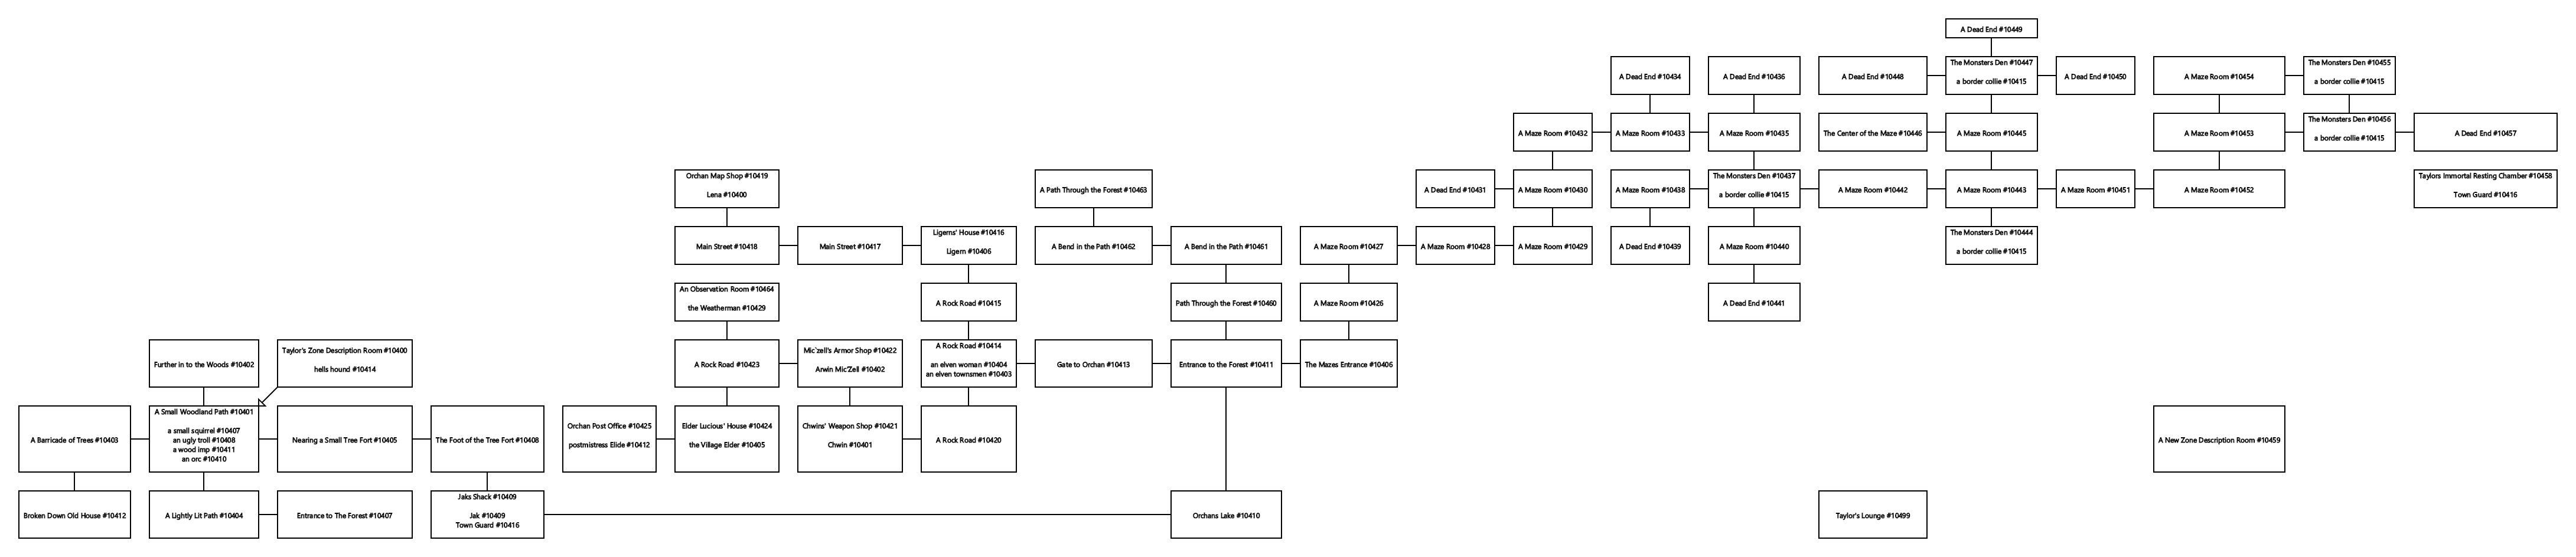 A Dead End #10449
A Dead End #10434
A Dead End #10436
A Dead End #10448
The Monsters Den #10447
a border collie #10415
A Dead End #10450
A Maze Room #10454
The Monsters Den #10455
a border collie #10415
A Maze Room #10432
A Maze Room #10433
A Maze Room #10435
The Center of the Maze #10446
A Maze Room #10445
A Maze Room #10453
The Monsters Den #10456
a border collie #10415
A Dead End #10457
Orchan Map Shop #10419
Lena #10400
A Path Through the Forest #10463
A Dead End #10431
A Maze Room #10430
A Maze Room #10438
The Monsters Den #10437
a border collie #10415
A Maze Room #10442
A Maze Room #10443
A Maze Room #10451
A Maze Room #10452
Taylors Immortal Resting Chamber #10458
Town Guard #10416
Main Street #10418
Main Street #10417
Ligerns' House #10416
Ligern #10406
A Bend in the Path #10462
A Bend in the Path #10461
A Maze Room #10427
A Maze Room #10428
A Maze Room #10429
A Dead End #10439
A Maze Room #10440
The Monsters Den #10444
a border collie #10415
An Observation Room #10464
the Weatherman #10429
A Rock Road #10415
Path Through the Forest #10460
A Maze Room #10426
A Dead End #10441
Further in to the Woods #10402
Taylor's Zone Description Room #10400
hells hound #10414
A Rock Road #10423
Mic'zell's Armor Shop #10422
Arwin Mic'Zell #10402
A Rock Road #10414
an elven woman #10404
an elven townsmen #10403
Gate to Orchan #10413
Entrance to the Forest #10411
The Mazes Entrance #10406
A Barricade of Trees #10403
A Small Woodland Path #10401
a small squirrel #10407
an ugly troll #10408
a wood imp #10411
an orc #10410
Nearing a Small Tree Fort #10405
The Foot of the Tree Fort #10408
Orchan Post Office #10425
postmistress Elide #10412
Elder Lucious' House #10424
the Village Elder #10405
Chwins' Weapon Shop #10421
Chwin #10401
A Rock Road #10420
A New Zone Description Room #10459
Broken Down Old House #10412
A Lightly Lit Path #10404
Entrance to The Forest #10407
Jaks Shack #10409
Jak #10409
Town Guard #10416
Orchans Lake #10410
Taylor's Lounge #10499